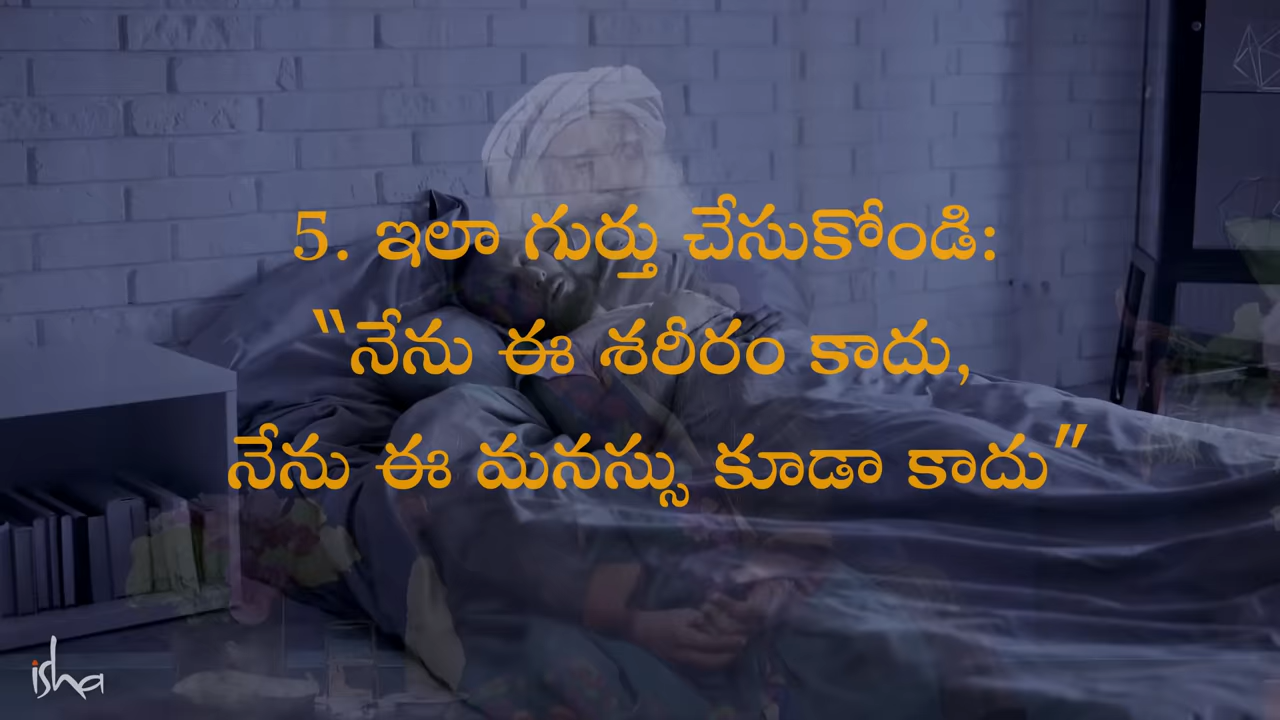 5. ఇలా గుర్తు చేసుకోండి:
“నేను ఈ శరీరం కాదు,
నేను ఈ మనస్సు కూడా కాదు”
isha